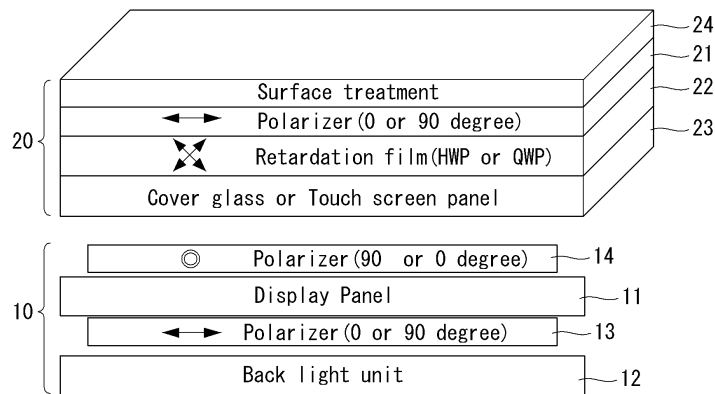 24
21
22
23
20
Surface treatment
Polarizer(0 or 90 degree)
Retardation film(HWP or QWP)
Cover glass or Touch screen panel
10
Polarizer(90 or 0 degree)
14
Display Panel
11
Polarizer(0 or 90 degree)
13
Back light unit
12